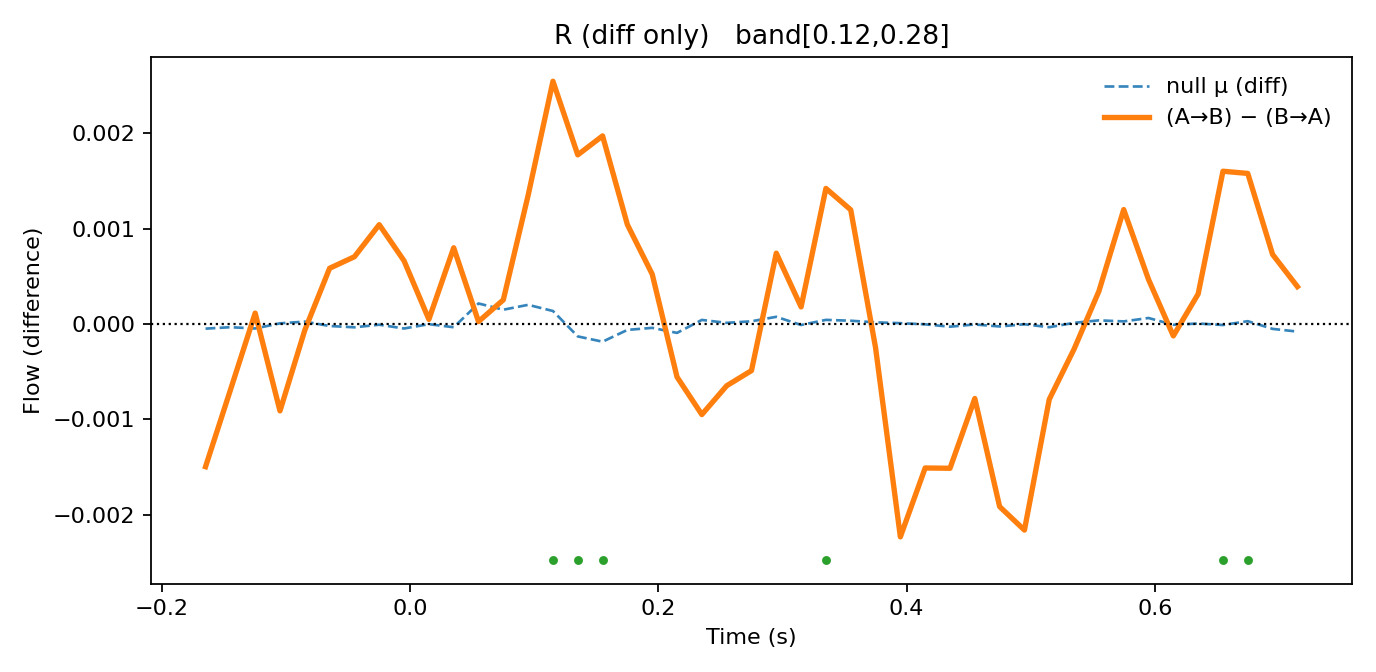 R (diff only)   band[0.12,0.28]
null μ (diff)
(A→B) − (B→A)
Flow (difference)
0.002
0.001
0.000
−0.001
−0.002
−0.2
0.0
0.2
0.4
0.6
Time (s)